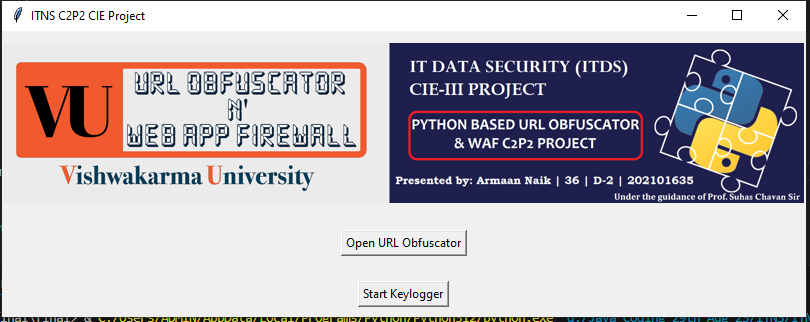 ITNS C2P2 CIE Project
VU
URL OBFUSCATOR
N'
WEB APP FIREWALL
Vishwakarma University
IT DATA SECURITY (ITDS)
CIE-III PROJECT
PYTHON BASED URL OBFUSCATOR
& WAF C2P2 PROJECT
Presented by: Armaan Naik | 36 | D-2 | 202101635
Under the guidance of Prof. Suhas Chavan Sir
Open URL Obfuscator
Start Keylogger